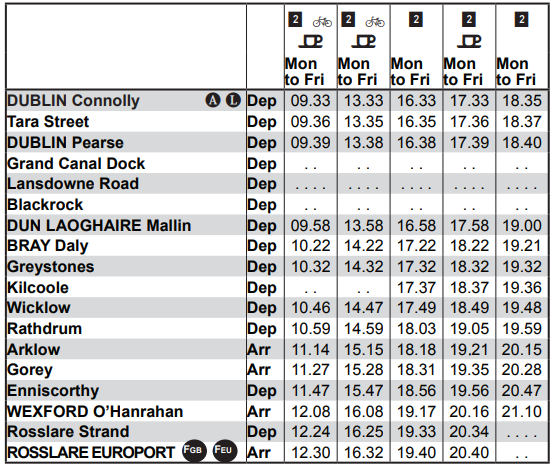 2 2 2 2 2
Mon Mon Mon Mon Mon
to Fri to Fri to Fri to Fri to Fri
DUBLIN Connolly A L Dep 09.33 13.33 16.33 17.33 18.35
Tara Street Dep 09.36 13.35 16.35 17.36 18.37
DUBLIN Pearse Dep 09.39 13.38 16.38 17.39 18.40
Grand Canal Dock Dep . . . . . . . . . .
Lansdowne Road Dep . . . . . . . . . . . . . . . . . . . .
Blackrock Dep . . . . . . . . . .
DUN LAOGHAIRE Mallin Dep 09.58 13.58 16.58 17.58 19.00
BRAY Daly Dep 10.22 14.22 17.22 18.22 19.21
Greystones Dep 10.32 14.32 17.32 18.32 19.32
Kilcoole Dep . . . . 17.37 18.37 19.36
Wicklow Dep 10.46 14.47 17.49 18.49 19.48
Rathdrum Dep 10.59 14.59 18.03 19.05 19.59
Arklow Arr 11.14 15.15 18.18 19.21 20.15
Gorey Arr 11.27 15.28 18.31 19.35 20.28
Enniscorthy Dep 11.47 15.47 18.56 19.56 20.47
WEXFORD O'Hanrahan Arr 12.08 16.08 19.17 20.16 21.10
Rosslare Strand Dep 12.24 16.25 19.33 20.34 . . . .
ROSSLARE EUROPORT FGB FEU Arr 12.30 16.32 19.40 20.40 . .